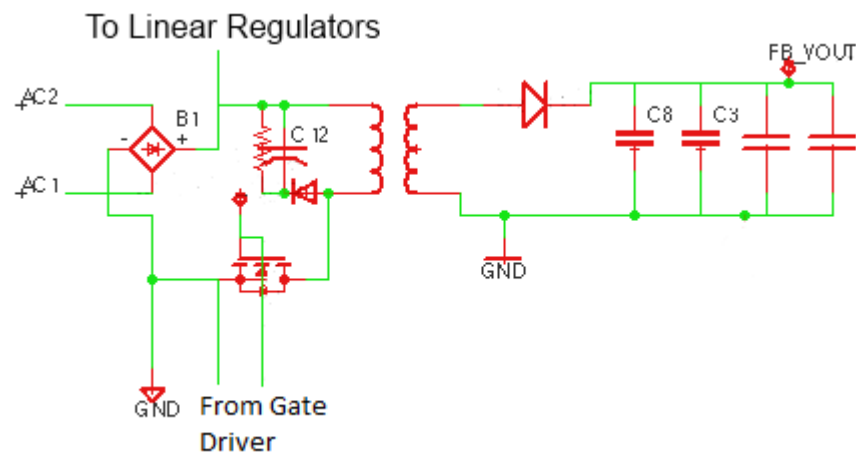 To Linear Regulators
FB_VOUT
AC2
B1
- +
C 12
C8
C3
AC1
GND
GND
From Gate
Driver